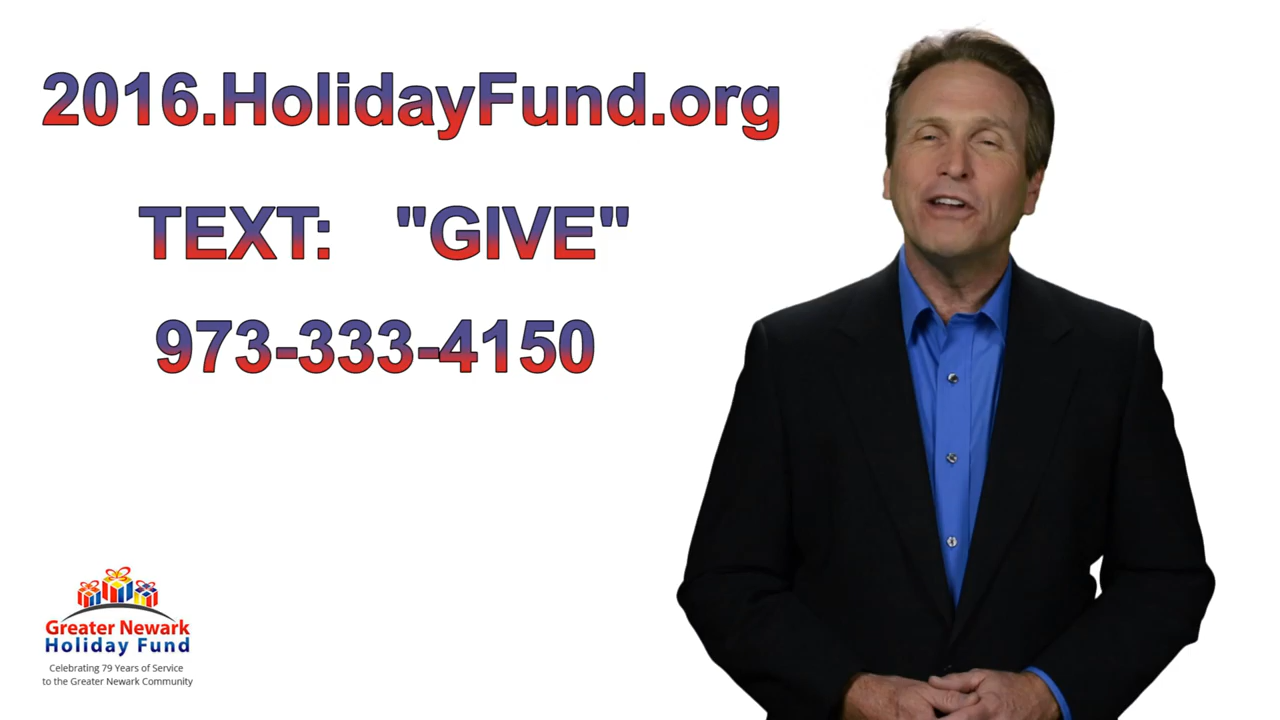 2016.HolidayFund.org
TEXT: "GIVE"
973-333-4150
Greater Newark
Holiday Fund
Celebrating 79 Years of Service
to the Greater Newark Community